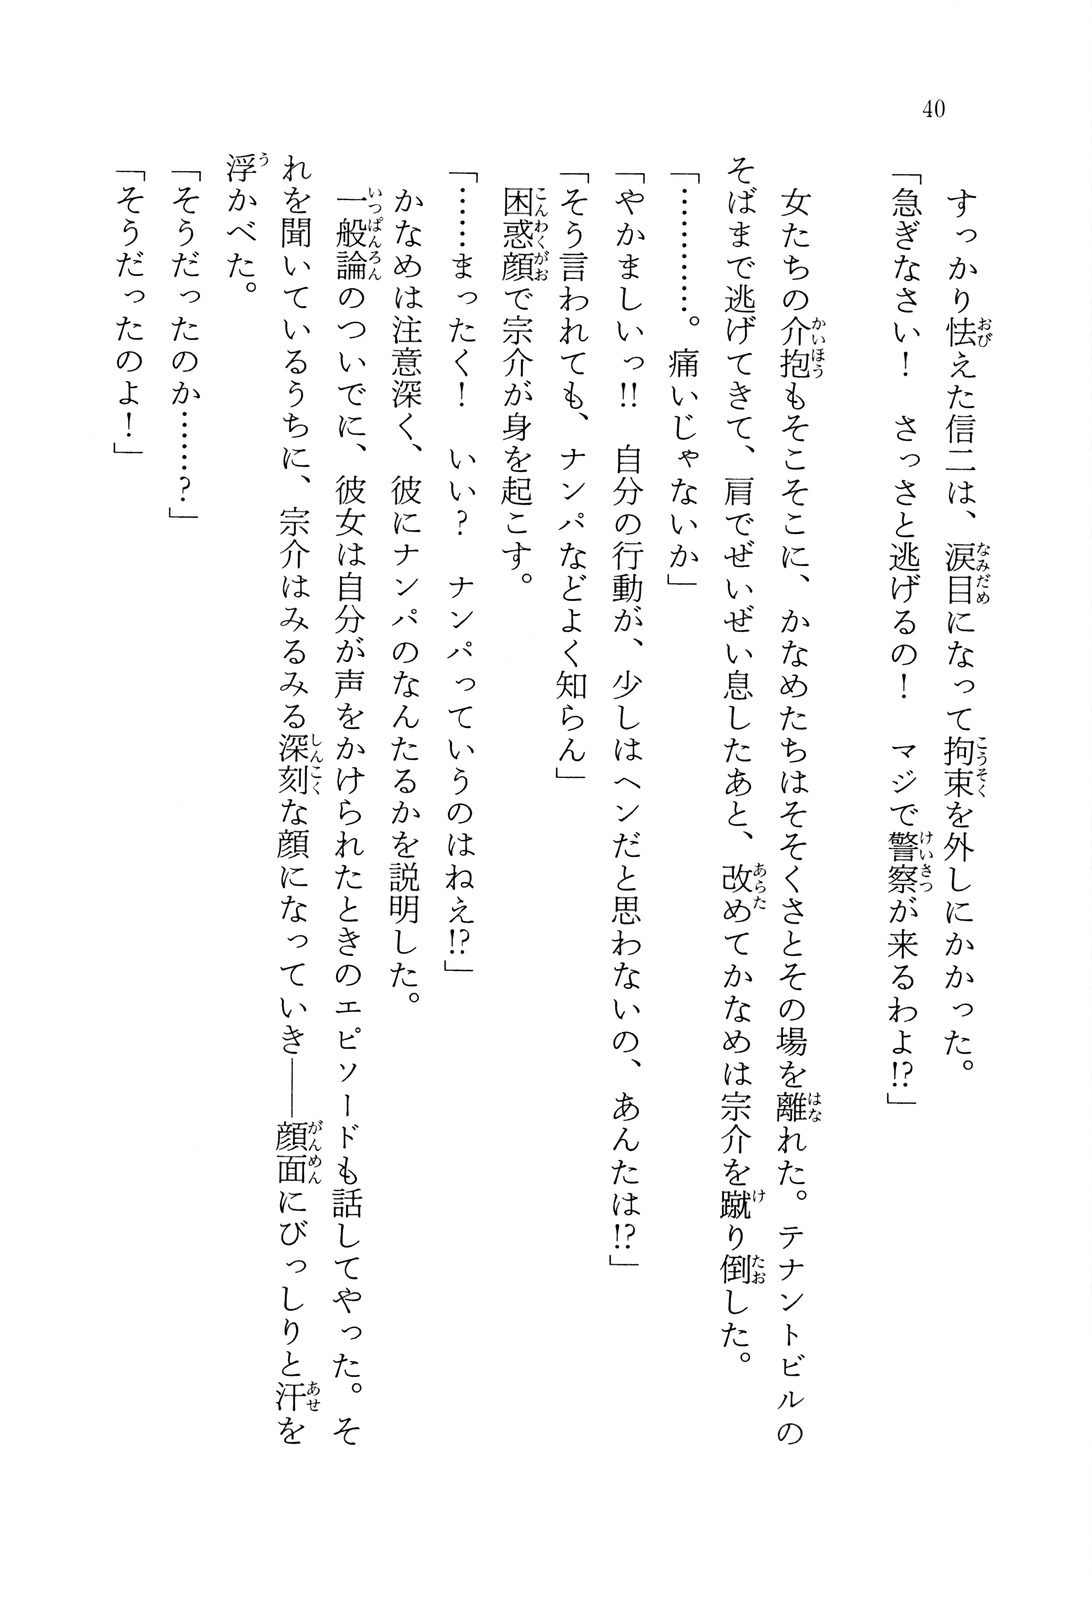 40
すっかり怯えた信二は、涙目になって拘束を外しにかかった。
「急ぎなさい！　さっさと逃げるの！　マジで警察が来るわよ!?」
女たちの介抱もそこそこに、かなめたちはそそくさとその場を離れた。テナントビルの
そばまで逃げてきて、肩でぜいぜい息したあと、改めてかなめは宗介を蹴り倒した。
「…………。痛いじゃないか」
「やかましいっ!!　自分の行動が、少しはヘンだと思わないの、あんたは!?」
「そう言われても、ナンパなどよく知らん」
困惑顔で宗介が身を起こす。
「……まったく！　いい？　ナンパっていうのはねえ!?」
かなめは注意深く、彼にナンパのなんたるかを説明した。
一般論のついでに、彼女は自分が声をかけられたときのエピソードも話してやった。そ
れを聞いているうちに、宗介はみるみる深刻な顔になっていき――顔面にびっしりと汗を
浮かべた。
「そうだったのか……？」
「そうだったのよ！」